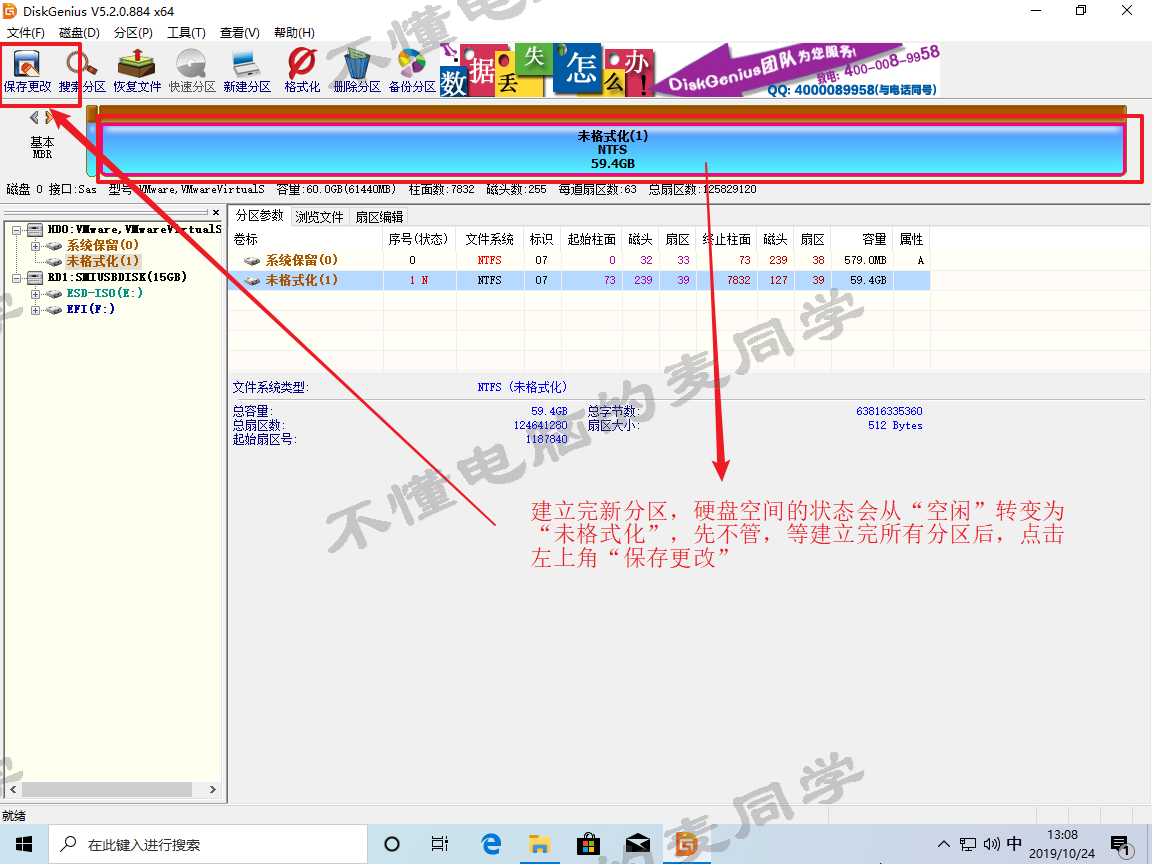 DiskGenius V5.2.0.884 x64
文件(F) 磁盘(D) 分区(P) 工具(T) 查看(V) 帮助(H)
保存更改 搜索分区 恢复文件 快速分区 新建分区 格式化 删除分区 备份分区
数据丢失怎么办!
DiskGenius团队为您服务!
致电: 400-008-9958
QQ: 4000089958(与电话同号)
基本
MBR
未格式化(1)
NTFS
59.4GB
磁盘 0 接口:Sas 型号:VMware,VMwareVirtualS 容量:60.0GB(61440MB) 柱面数:7832 磁头数:255 每道扇区数:63 总扇区数:125829120
HD0:VMware,VMwareVirtualS
系统保留(0)
未格式化(1)
RD1:SMIUSBDISK(15GB)
ESD-ISO(E:)
EFI(F:)
分区参数 浏览文件 扇区编辑
卷标 序号(状态) 文件系统 标识 起始柱面 磁头 扇区 终止柱面 磁头 扇区 容量 属性
系统保留(0) 0 NTFS 07 0 32 33 73 239 38 579.0MB A
未格式化(1) 1 N NTFS 07 73 239 39 7832 127 39 59.4GB
文件系统类型: NTFS (未格式化)
总容量: 59.4GB 总字节数: 63816335360
总扇区数: 124641280 扇区大小: 512 Bytes
起始扇区号: 1187840
建立完新分区，硬盘空间的状态会从“空闲”转变为
“未格式化”，先不管，等建立完所有分区后，点击
左上角“保存更改”
不懂电脑的麦同学
就绪
在此键入进行搜索
中
13:08
2019/10/24
1